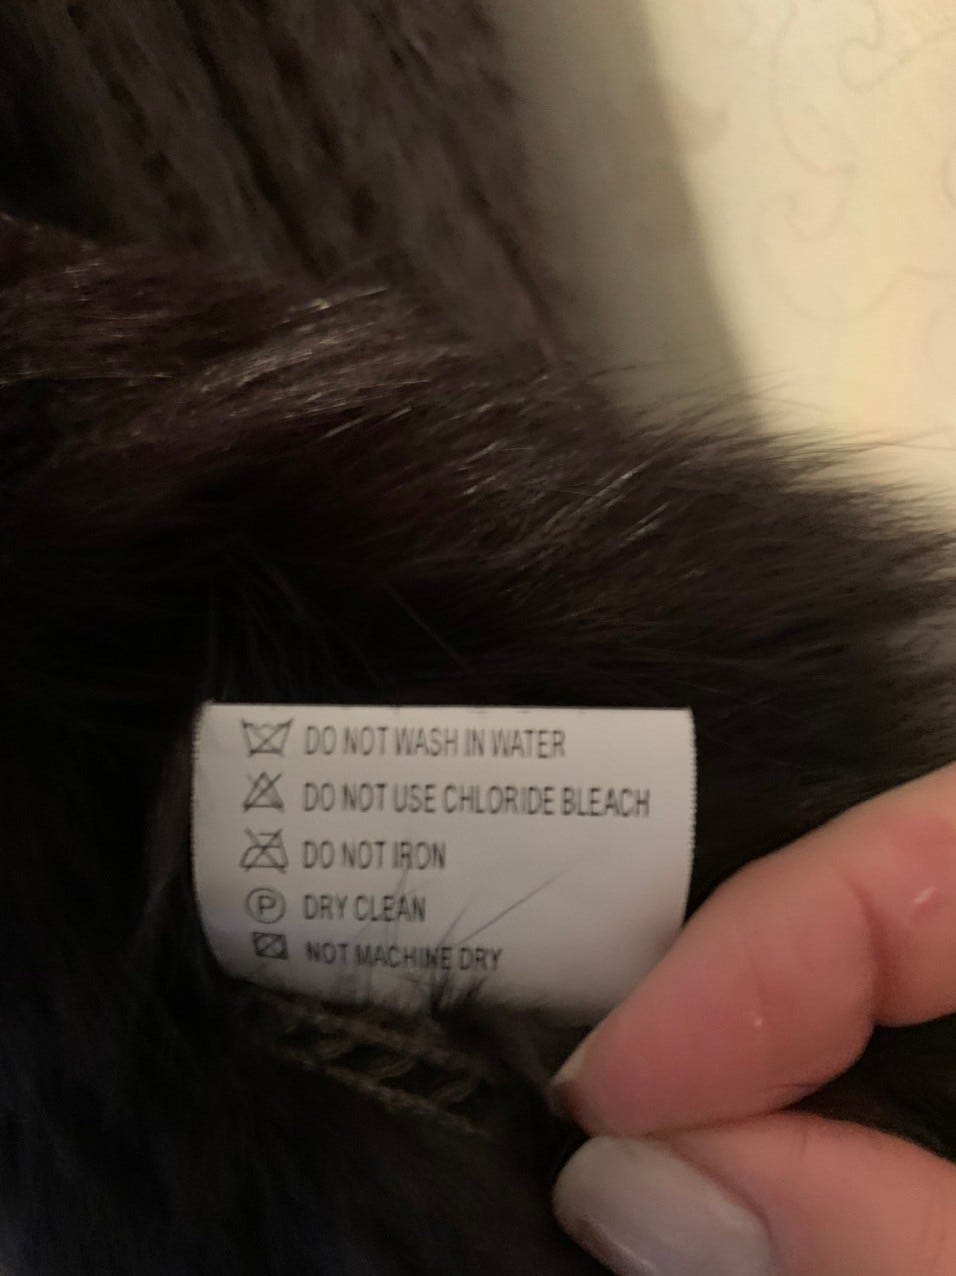 DO NOT WASH IN WATER
DO NOT USE CHLORIDE BLEACH
DO NOT IRON
P DRY CLEAN
NOT MACHINE DRY